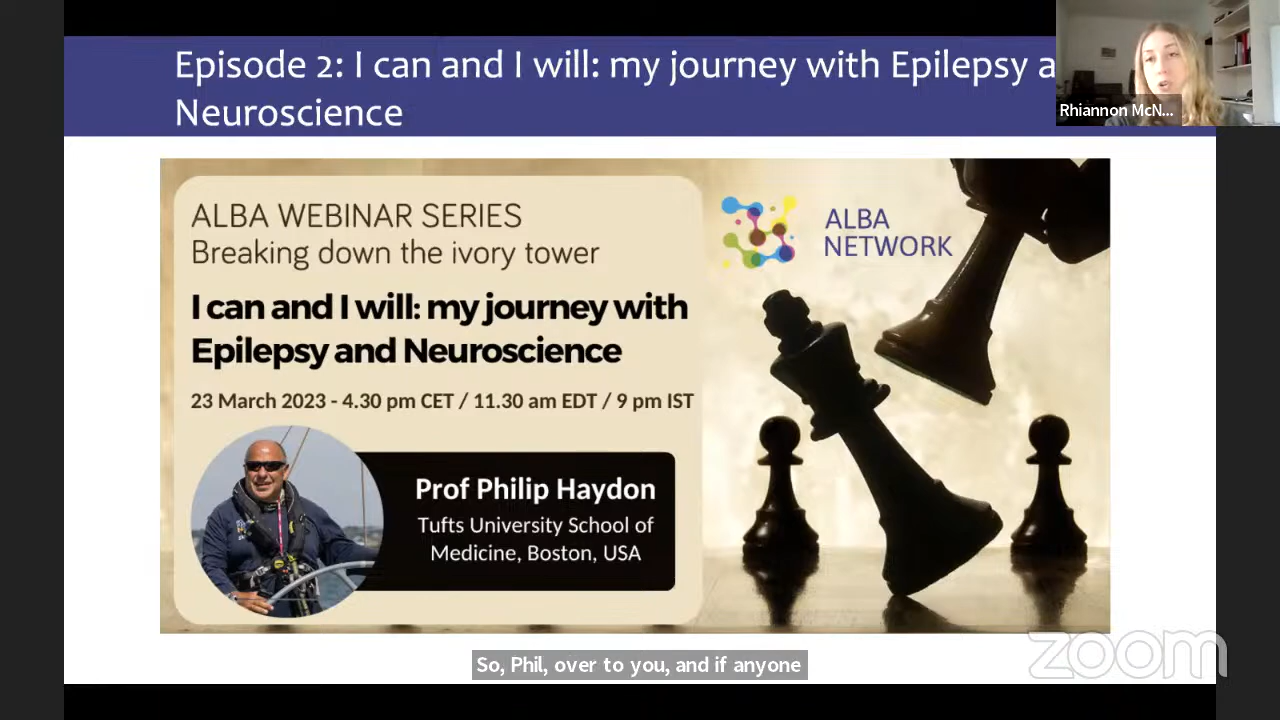 Episode 2: I can and I will: my journey with Epilepsy a
Neuroscience
Rhiannon McN...
ALBA WEBINAR SERIES
Breaking down the ivory tower
ALBA
NETWORK
I can and I will: my journey with
Epilepsy and Neuroscience
23 March 2023 - 4.30 pm CET / 11.30 am EDT / 9 pm IST
Prof Philip Haydon
Tufts University School of
Medicine, Boston, USA
zoom
So, Phil, over to you, and if anyone